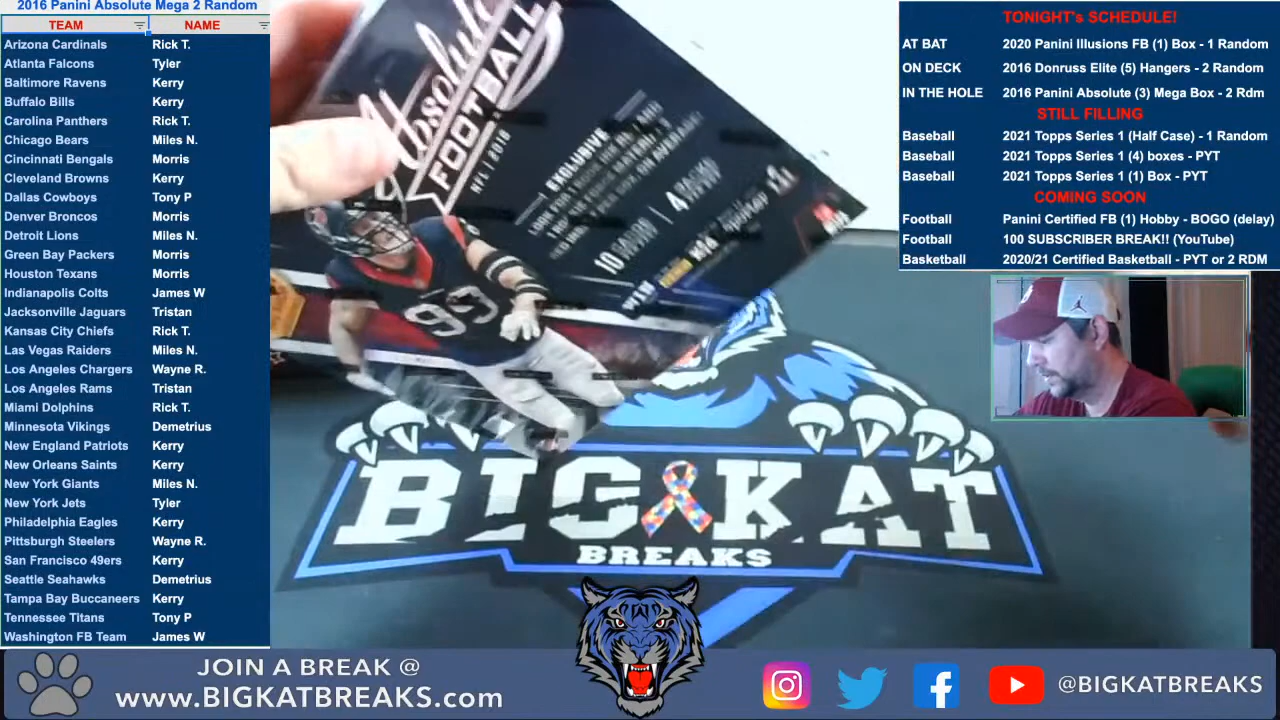 2016 Panini Absolute Mega 2 Random
TEAM NAME
Arizona Cardinals Rick T.
Atlanta Falcons Tyler
Baltimore Ravens Kerry
Buffalo Bills Kerry
Carolina Panthers Rick T.
Chicago Bears Miles N.
Cincinnati Bengals Morris
Cleveland Browns Kerry
Dallas Cowboys Tony P
Denver Broncos Morris
Detroit Lions Miles N.
Green Bay Packers Morris
Houston Texans Morris
Indianapolis Colts James W
Jacksonville Jaguars Tristan
Kansas City Chiefs Rick T.
Las Vegas Raiders Miles N.
Los Angeles Chargers Wayne R.
Los Angeles Rams Tristan
Miami Dolphins Rick T.
Minnesota Vikings Demetrius
New England Patriots Kerry
New Orleans Saints Kerry
New York Giants Miles N.
New York Jets Tyler
Philadelphia Eagles Kerry
Pittsburgh Steelers Wayne R.
San Francisco 49ers Kerry
Seattle Seahawks Demetrius
Tampa Bay Buccaneers Kerry
Tennessee Titans Tony P
Washington FB Team James W
Absolute
FOOTBALL
NFL | 2016
EXCLUSIVE
99
TONIGHT's SCHEDULE!
AT BAT 2020 Panini Illusions FB (1) Box - 1 Random
ON DECK 2016 Donruss Elite (5) Hangers - 2 Random
IN THE HOLE 2016 Panini Absolute (3) Mega Box - 2 Rdm
STILL FILLING
Baseball 2021 Topps Series 1 (Half Case) - 1 Random
Baseball 2021 Topps Series 1 (4) boxes - PYT
Baseball 2021 Topps Series 1 (1) Box - PYT
COMING SOON
Football Panini Certified FB (1) Hobby - BOGO (delay)
Football 100 SUBSCRIBER BREAK!! (YouTube)
Basketball 2020/21 Certified Basketball - PYT or 2 RDM
BIG KAT
BREAKS
JOIN A BREAK @
www.BIGKATBREAKS.com
@BIGKATBREAKS